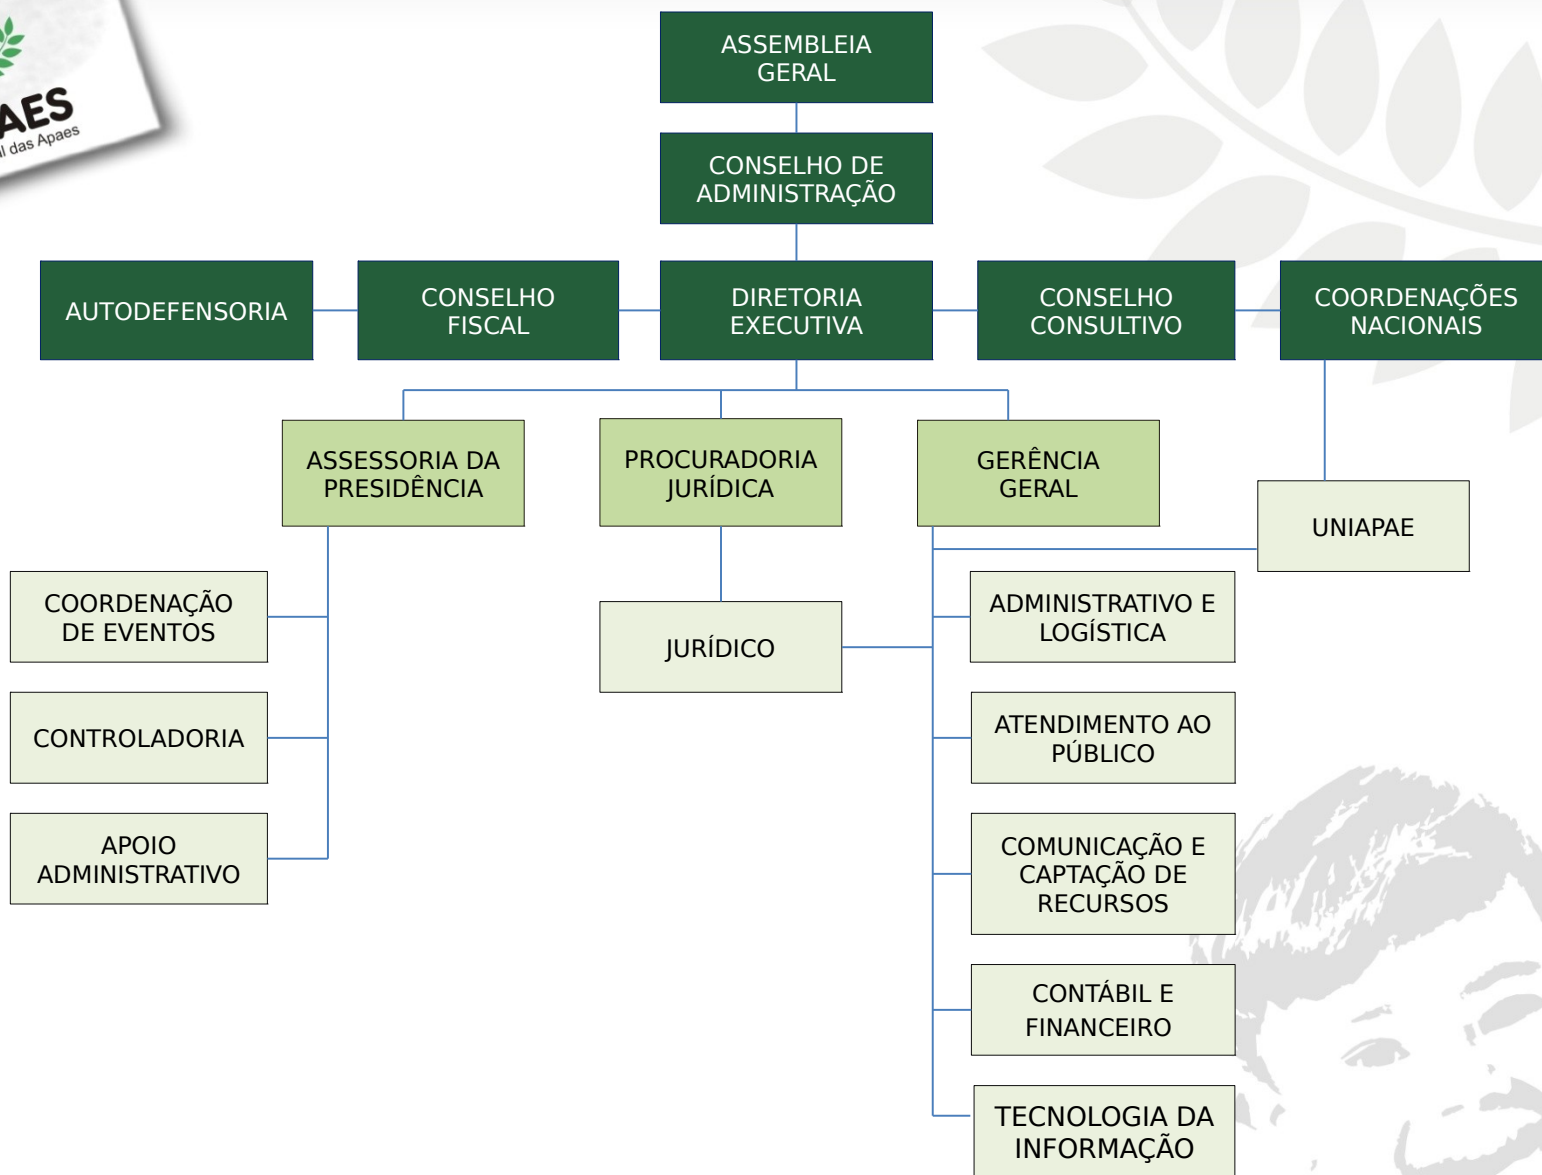 AES
l das Apaes
ASSEMBLEIA
GERAL
CONSELHO DE
ADMINISTRAÇÃO
AUTODEFENSORIA
CONSELHO
FISCAL
DIRETORIA
EXECUTIVA
CONSELHO
CONSULTIVO
COORDENAÇÕES
NACIONAIS
ASSESSORIA DA
PRESIDÊNCIA
PROCURADORIA
JURÍDICA
GERÊNCIA
GERAL
UNIAPAE
COORDENAÇÃO
DE EVENTOS
JURÍDICO
ADMINISTRATIVO E
LOGÍSTICA
CONTROLADORIA
ATENDIMENTO AO
PÚBLICO
APOIO
ADMINISTRATIVO
COMUNICAÇÃO E
CAPTAÇÃO DE
RECURSOS
CONTÁBIL E
FINANCEIRO
TECNOLOGIA DA
INFORMAÇÃO